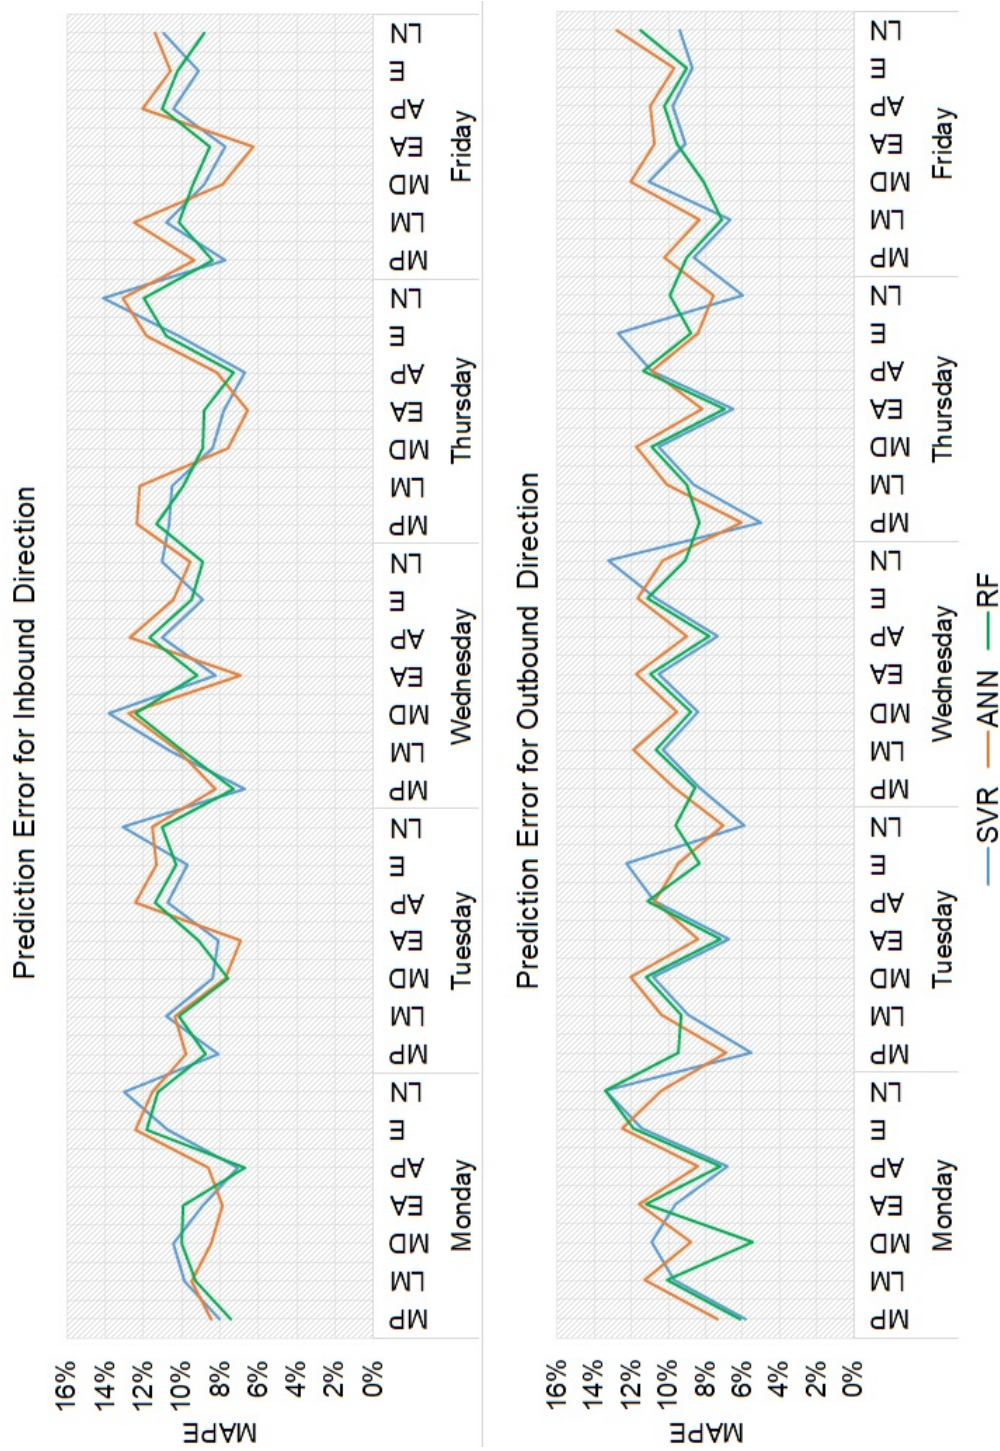 Prediction Error for Inbound Direction
MAPE
16%
14%
12%
10%
8%
6%
4%
2%
0%
MP LM MD EA AP E LN MP LM MD EA AP E LN MP LM MD EA AP E LN MP LM MD EA AP E LN MP LM MD EA AP E LN
Monday Tuesday Wednesday Thursday Friday
Prediction Error for Outbound Direction
MAPE
16%
14%
12%
10%
8%
6%
4%
2%
0%
MP LM MD EA AP E LN MP LM MD EA AP E LN MP LM MD EA AP E LN MP LM MD EA AP E LN MP LM MD EA AP E LN
Monday Tuesday Wednesday Thursday Friday
SVR ANN RF